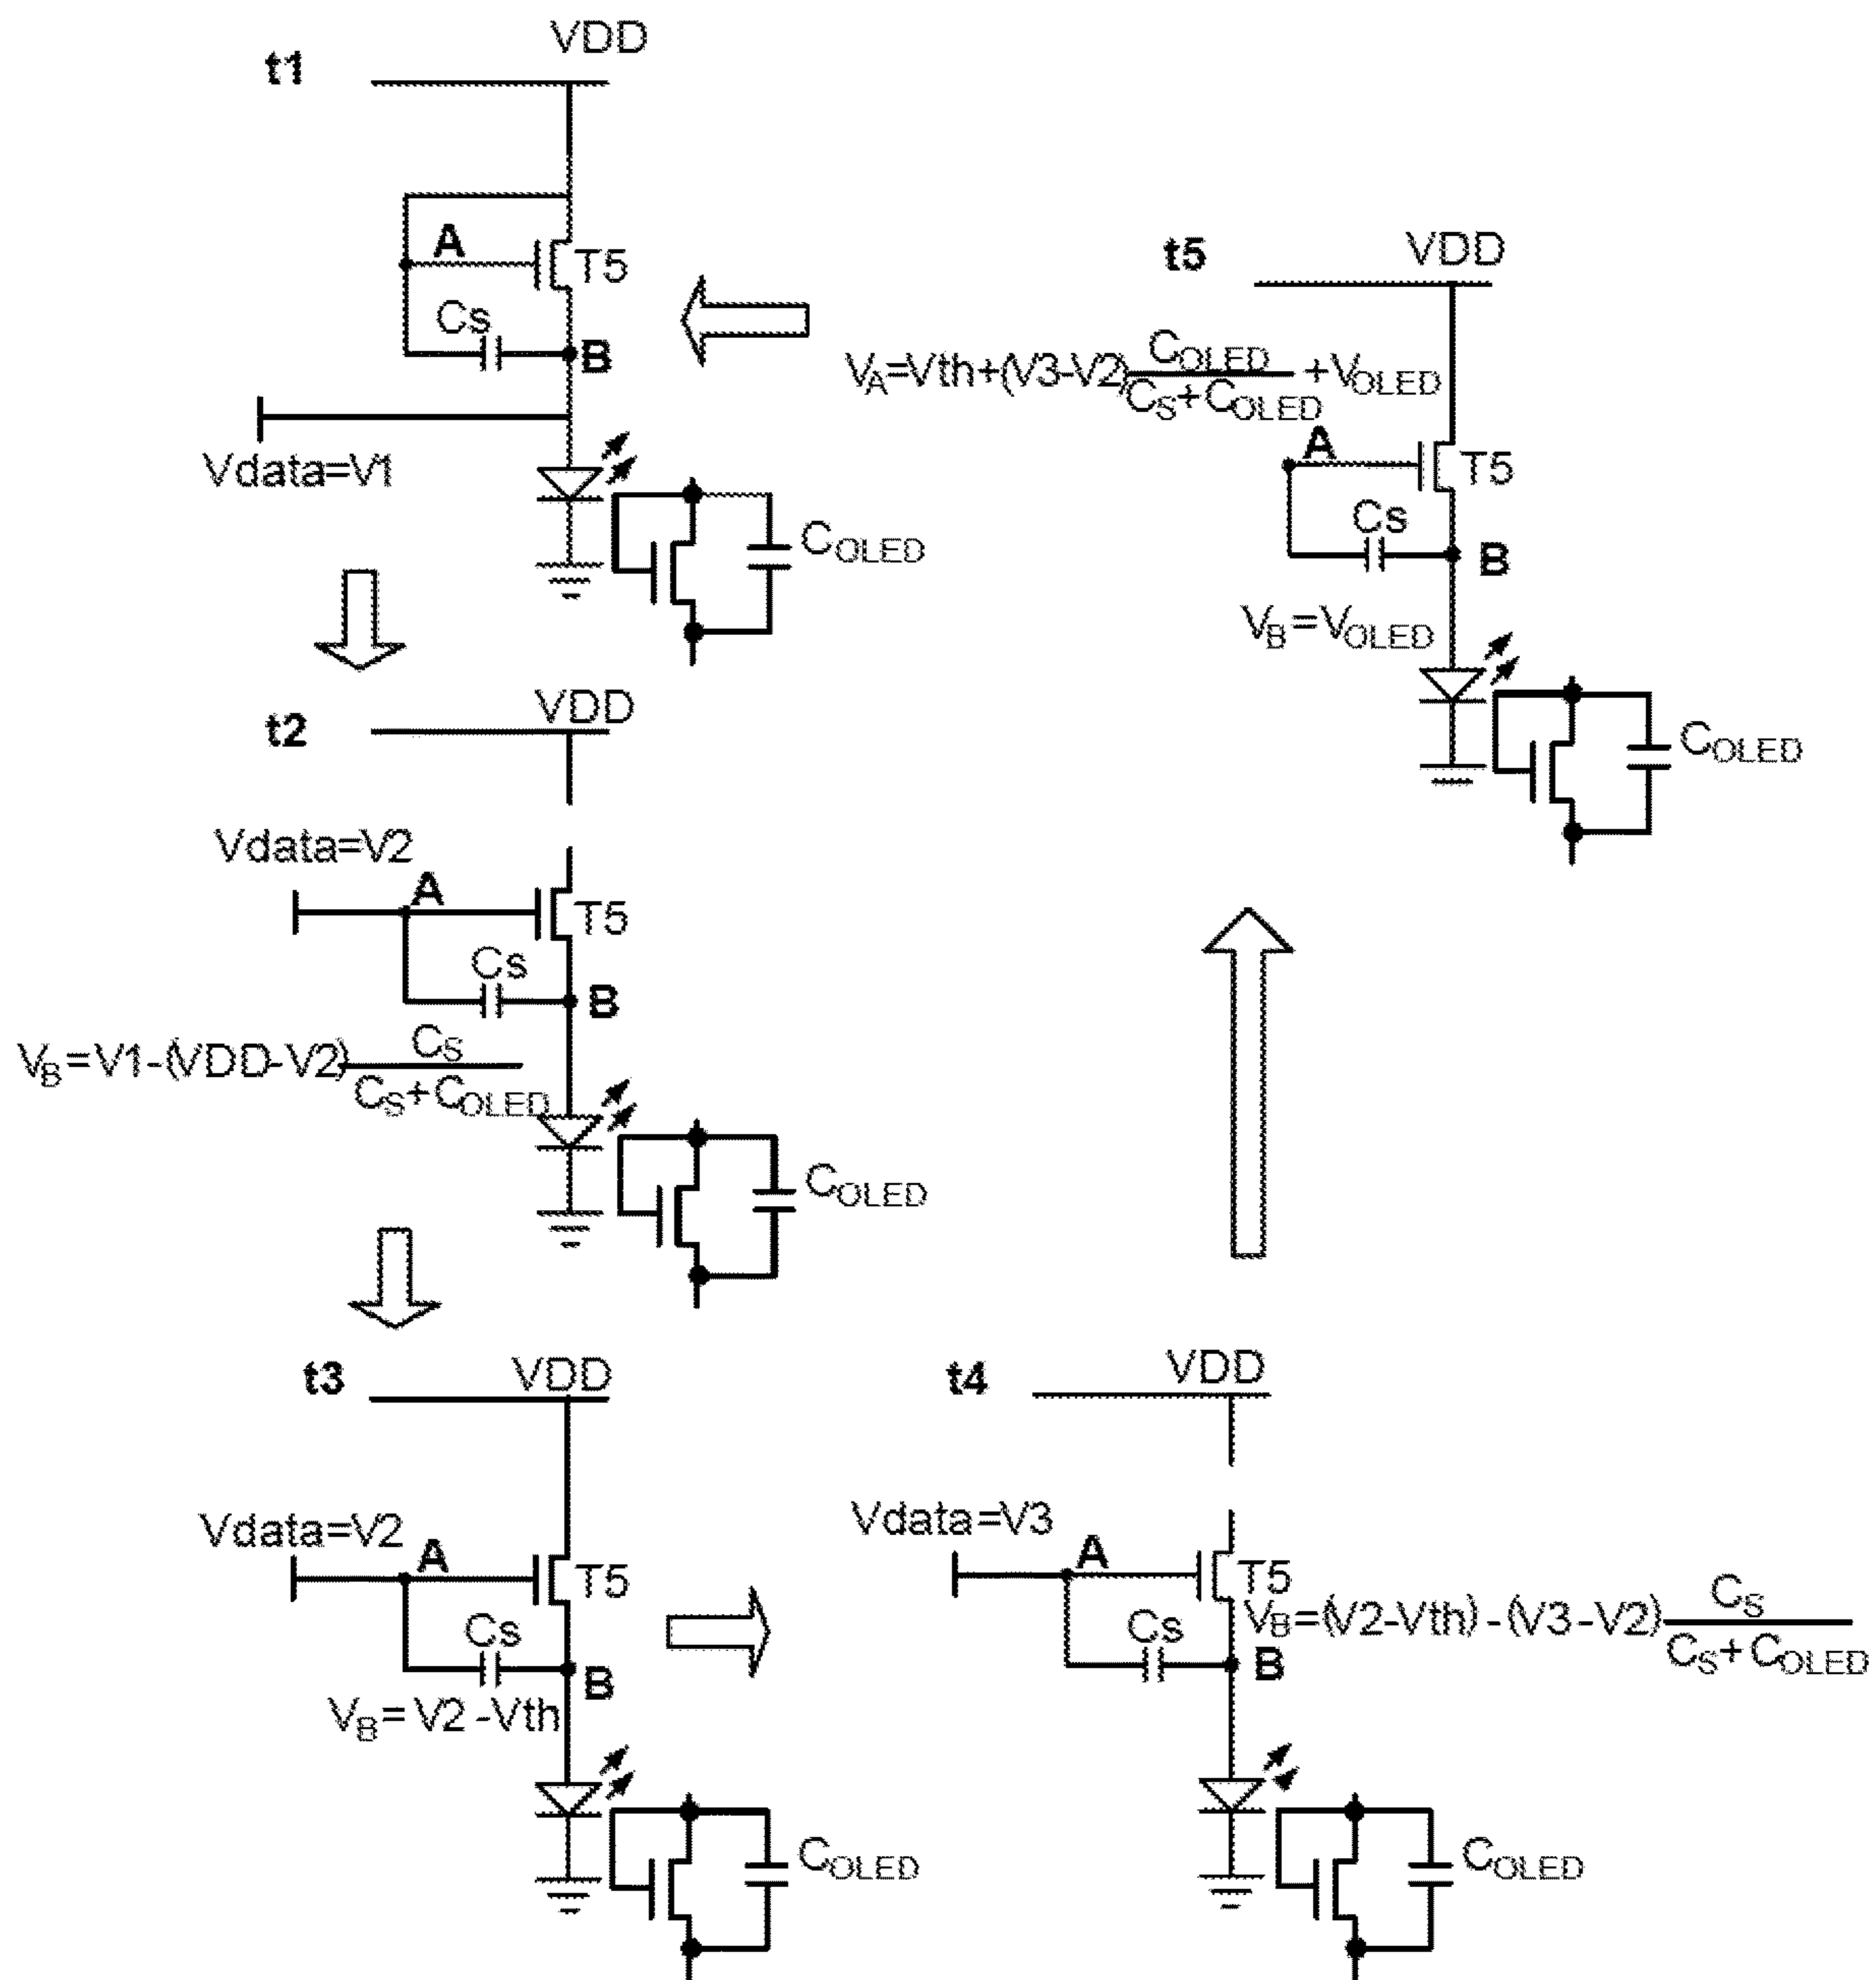 t1
VDD
A
T5
Cs
B
Vdata=V1
COLED
t2
VDD
Vdata=V2
A
T5
Cs
B
VB=V1-(VDD-V2) CS / CS+COLED
COLED
t3
VDD
Vdata=V2
A
T5
Cs
B
VB=V2-Vth
COLED
t4
VDD
Vdata=V3
A
T5
VB=(V2-Vth)-(V3-V2) CS / CS+COLED
Cs
B
COLED
t5
VDD
VA=Vth+(V3-V2) COLED / CS+COLED +VOLED
A
T5
Cs
B
VB=VOLED
COLED